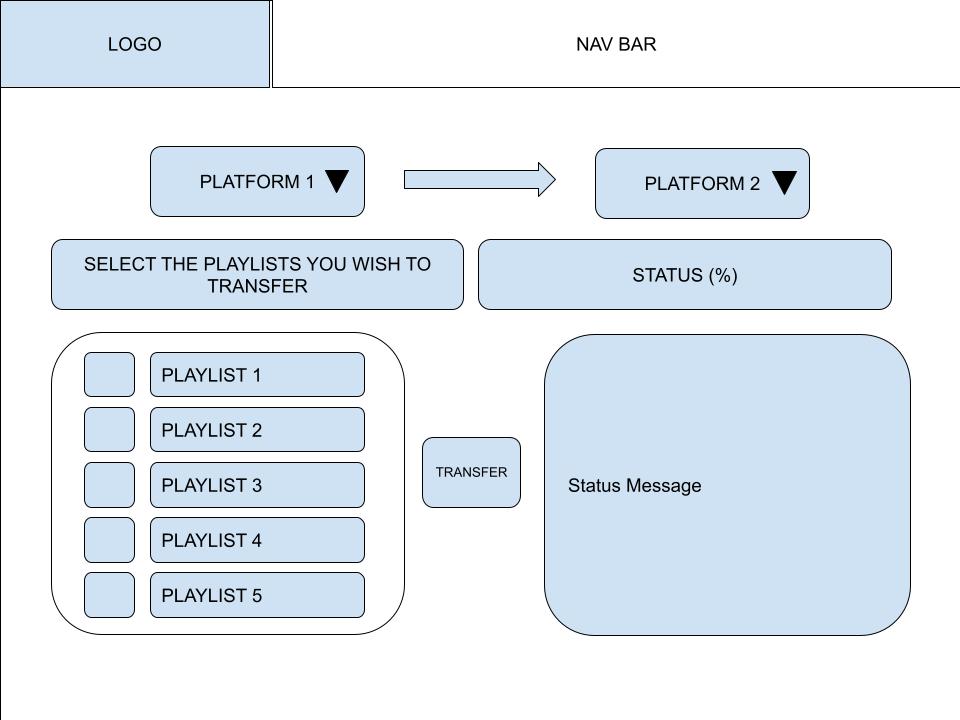 LOGO
NAV BAR
PLATFORM 1
PLATFORM 2
SELECT THE PLAYLISTS YOU WISH TO
TRANSFER
STATUS (%)
PLAYLIST 1
PLAYLIST 2
PLAYLIST 3
PLAYLIST 4
PLAYLIST 5
TRANSFER
Status Message